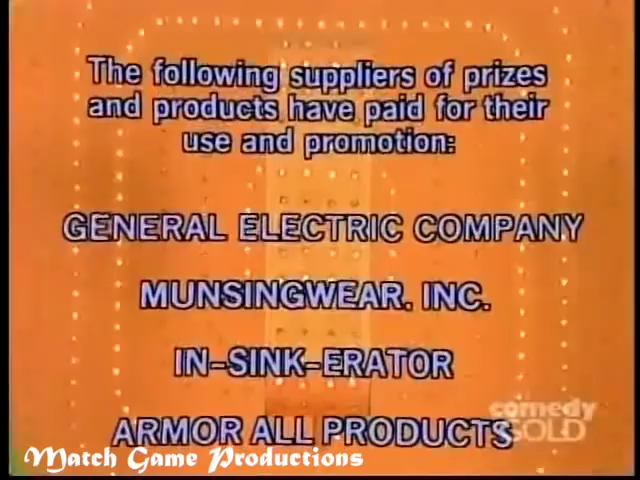 The following suppliers of prizes
and products have paid for their
use and promotion:
GENERAL ELECTRIC COMPANY
MUNSINGWEAR. INC.
IN-SINK-ERATOR
ARMOR ALL PRODUCTS
comedy
GOLD
Match Game Productions